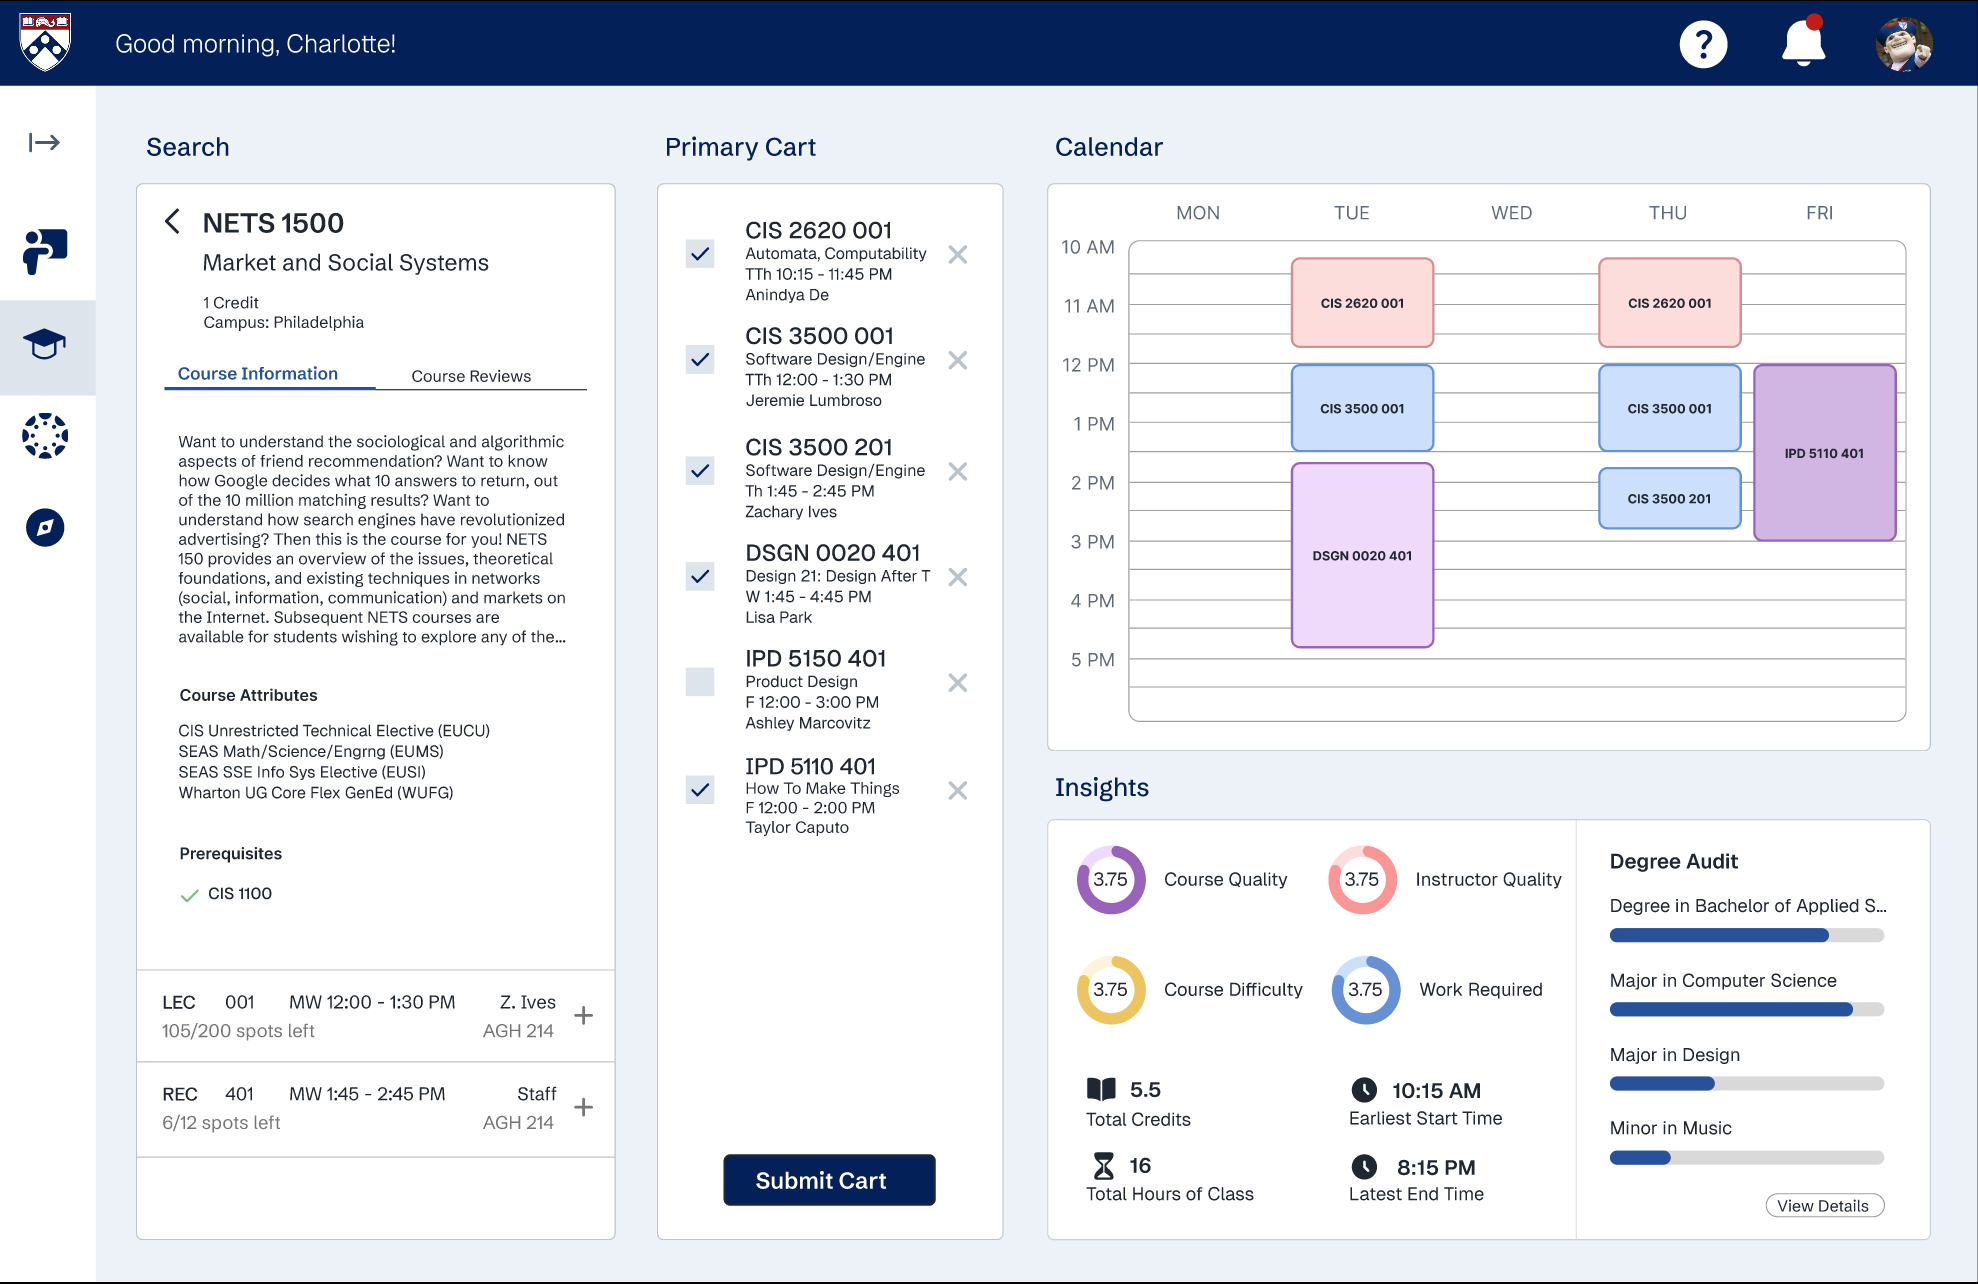 Good morning, Charlotte!
?
Search
NETS 1500
Market and Social Systems
1 Credit
Campus: Philadelphia
Course Information
Course Reviews
Want to understand the sociological and algorithmic
aspects of friend recommendation? Want to know
how Google decides what 10 answers to return, out
of the 10 million matching results? Want to
understand how search engines have revolutionized
advertising? Then this is the course for you! NETS
150 provides an overview of the issues, theoretical
foundations, and existing techniques in networks
(social, information, communication) and markets on
the Internet. Subsequent NETS courses are
available for students wishing to explore any of the...
Course Attributes
CIS Unrestricted Technical Elective (EUCU)
SEAS Math/Science/Engrng (EUMS)
SEAS SSE Info Sys Elective (EUSI)
Wharton UG Core Flex GenEd (WUFG)
Prerequisites
CIS 1100
LEC 001 MW 12:00 - 1:30 PM Z. Ives
105/200 spots left AGH 214
REC 401 MW 1:45 - 2:45 PM Staff
6/12 spots left AGH 214
Primary Cart
CIS 2620 001
Automata, Computability
TTh 10:15 - 11:45 PM
Anindya De
CIS 3500 001
Software Design/Engine
TTh 12:00 - 1:30 PM
Jeremie Lumbroso
CIS 3500 201
Software Design/Engine
Th 1:45 - 2:45 PM
Zachary Ives
DSGN 0020 401
Design 21: Design After T
W 1:45 - 4:45 PM
Lisa Park
IPD 5150 401
Product Design
F 12:00 - 3:00 PM
Ashley Marcovitz
IPD 5110 401
How To Make Things
F 12:00 - 2:00 PM
Taylor Caputo
Submit Cart
Calendar
MON TUE WED THU FRI
10 AM
11 AM
12 PM
1 PM
2 PM
3 PM
4 PM
5 PM
CIS 2620 001
CIS 2620 001
CIS 3500 001
CIS 3500 001
IPD 5110 401
CIS 3500 201
DSGN 0020 401
Insights
3.75 Course Quality
3.75 Instructor Quality
3.75 Course Difficulty
3.75 Work Required
5.5
Total Credits
10:15 AM
Earliest Start Time
16
Total Hours of Class
8:15 PM
Latest End Time
Degree Audit
Degree in Bachelor of Applied S...
Major in Computer Science
Major in Design
Minor in Music
View Details